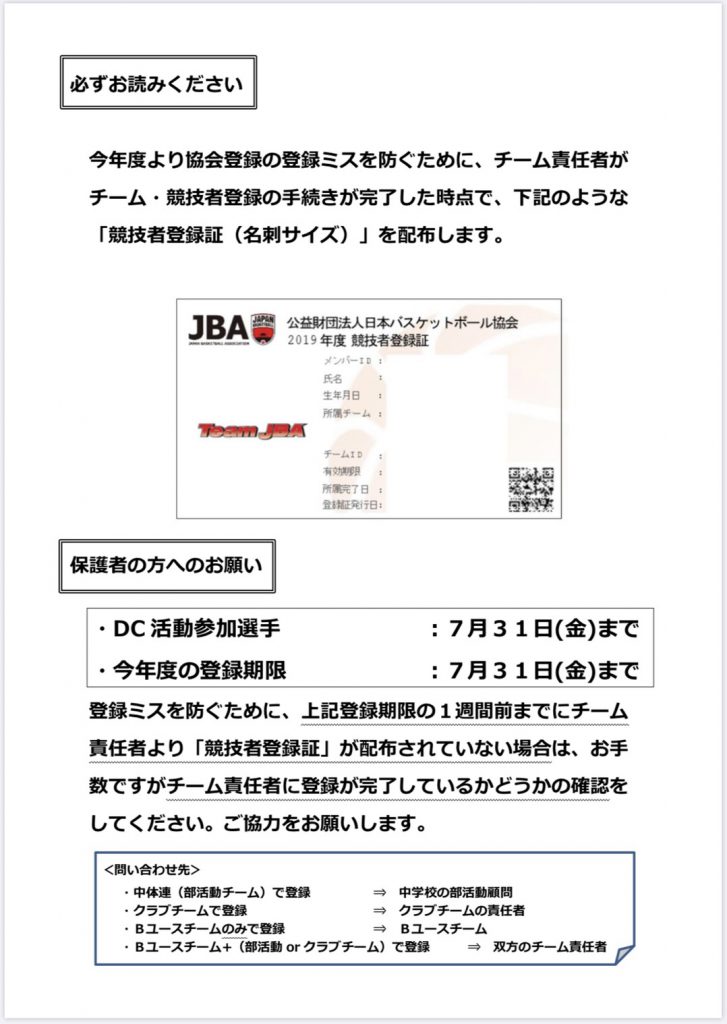 必ずお読みください
今年度より協会登録の登録ミスを防ぐために、チーム責任者が
チーム・競技者登録の手続きが完了した時点で、下記のような
「競技者登録証（名刺サイズ）」を配布します。
JBA
JAPAN BASKETBALL ASSOCIATION
JAPAN
BASKETBALL
公益財団法人日本バスケットボール協会
2019 年度 競技者登録証
メンバーID :
氏名 :
生年月日 :
所属チーム :
Team JBA
チームID :
有効期限 :
所属完了日 :
登録証発行日:
保護者の方へのお願い
・DC 活動参加選手 ：７月３１日(金)まで
・今年度の登録期限 ：７月３１日(金)まで
登録ミスを防ぐために、上記登録期限の１週間前までにチーム
責任者より「競技者登録証」が配布されていない場合は、お手
数ですがチーム責任者に登録が完了しているかどうかの確認を
してください。ご協力をお願いします。
＜問い合わせ先＞
・中体連（部活動チーム）で登録 ⇒ 中学校の部活動顧問
・クラブチームで登録 ⇒ クラブチームの責任者
・Ｂユースチームのみで登録 ⇒ Ｂユースチーム
・Ｂユースチーム+（部活動 or クラブチーム）で登録 ⇒ 双方のチーム責任者